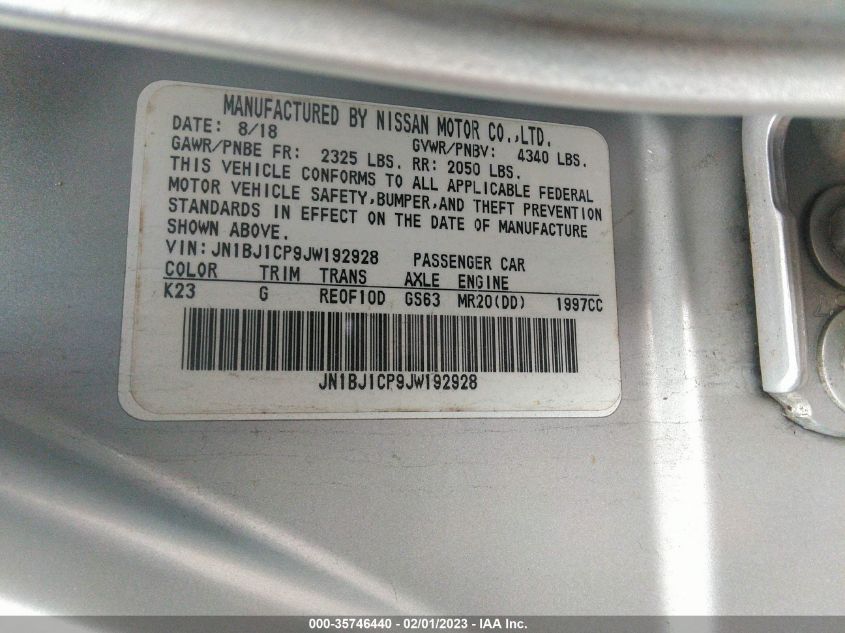 MANUFACTURED BY NISSAN MOTOR CO.,LTD.
DATE: 8/18 GVWR/PNBV: 4340 LBS.
GAWR/PNBE FR: 2325 LBS. RR: 2050 LBS.
THIS VEHICLE CONFORMS TO ALL APPLICABLE FEDERAL
MOTOR VEHICLE SAFETY,BUMPER,AND THEFT PREVENTION
STANDARDS IN EFFECT ON THE DATE OF MANUFACTURE
SHOWN ABOVE.
VIN:JN1BJ1CP9JW192928 PASSENGER CAR
COLOR TRIM TRANS AXLE ENGINE
K23 G RE0F10D GS63 MR20(DD) 1997CC
JN1BJ1CP9JW192928
000-35746440 - 02/01/2023 - IAA Inc.